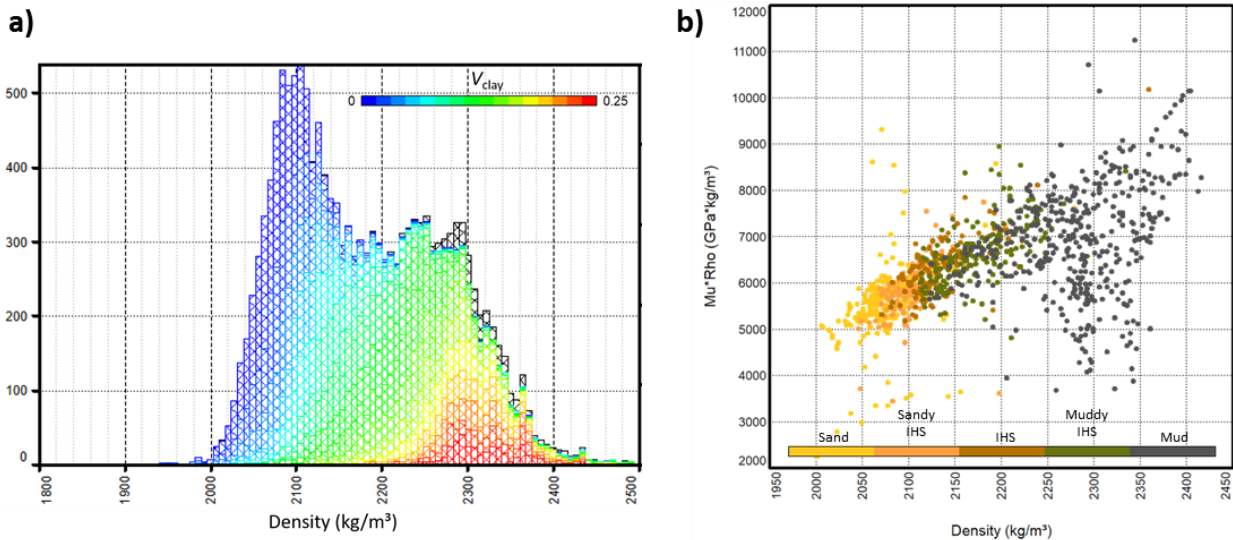 a)
500
400
300
200
100
0
V_clay
0 0.25
1800 1900 2000 2100 2200 2300 2400 2500
Density (kg/m³)
b)
12000
11000
10000
9000
8000
7000
6000
5000
4000
3000
2000
Mu*Rho (GPa*kg/m³)
Sand Sandy IHS IHS Muddy IHS Mud
1950 2000 2050 2100 2150 2200 2250 2300 2350 2400 2450
Density (kg/m³)